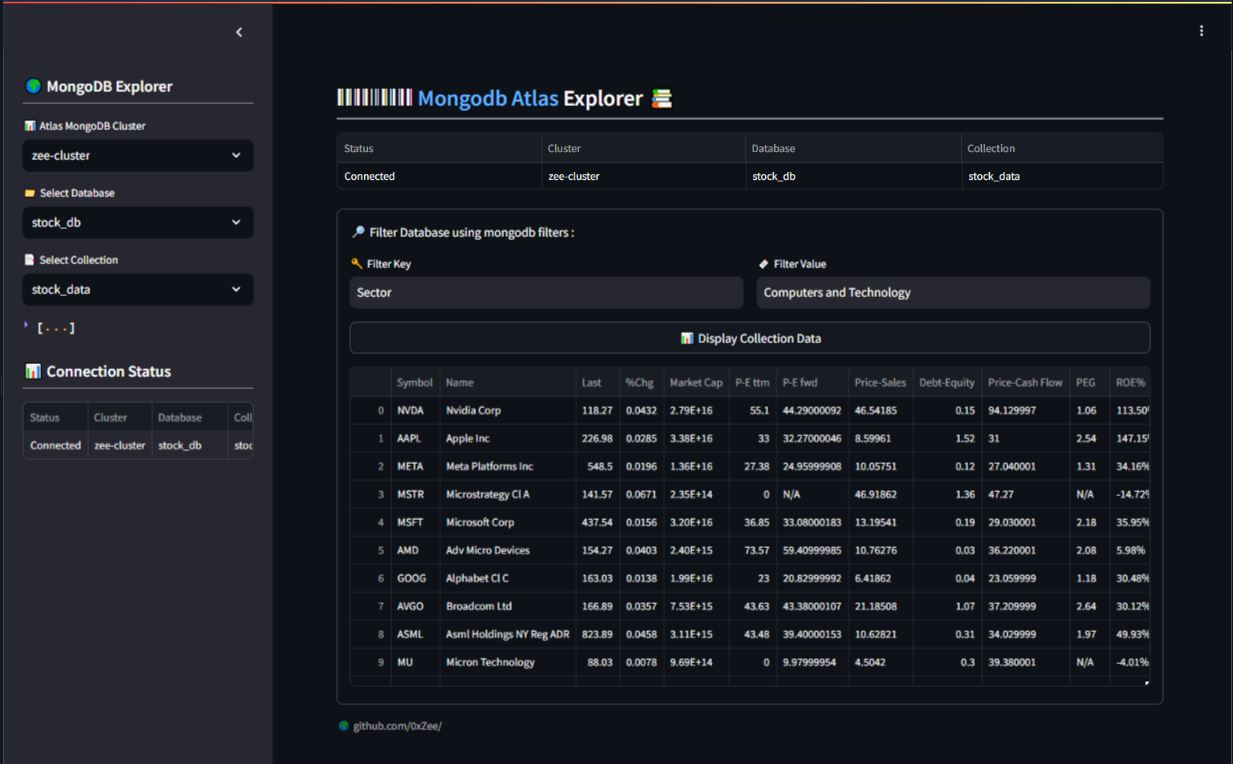 MongoDB Explorer
Atlas MongoDB Cluster
zee-cluster
Select Database
stock_db
Select Collection
stock_data
[...]
Connection Status
Status Cluster Database Coll
Connected zee-cluster stock_db stoc
Mongodb Atlas Explorer
Status Cluster Database Collection
Connected zee-cluster stock_db stock_data
Filter Database using mongodb filters :
Filter Key Filter Value
Sector Computers and Technology
Display Collection Data
Symbol Name Last %Chg Market Cap P-E ttm P-E fwd Price-Sales Debt-Equity Price-Cash Flow PEG ROE%
0 NVDA Nvidia Corp 118.27 0.0432 2.79E+16 55.1 44.29000092 46.54185 0.15 94.129997 1.06 113.50%
1 AAPL Apple Inc 226.98 0.0285 3.38E+16 33 32.27000046 8.59961 1.52 31 2.54 147.15%
2 META Meta Platforms Inc 548.5 0.0196 1.36E+16 27.38 24.95999908 10.05751 0.12 27.040001 1.31 34.16%
3 MSTR Microstrategy Cl A 141.57 0.0671 2.35E+14 0 N/A 46.91862 1.36 47.27 N/A -14.72%
4 MSFT Microsoft Corp 437.54 0.0156 3.20E+16 36.85 33.08000183 13.19541 0.19 29.030001 2.18 35.95%
5 AMD Adv Micro Devices 154.27 0.0403 2.40E+15 73.57 59.40999985 10.76276 0.03 36.220001 2.08 5.98%
6 GOOG Alphabet Cl C 163.03 0.0138 1.99E+16 23 20.82999992 6.41862 0.04 23.059999 1.18 30.48%
7 AVGO Broadcom Ltd 166.89 0.0357 7.53E+15 43.63 43.38000107 21.18508 1.07 37.209999 2.64 30.12%
8 ASML Asml Holdings NY Reg ADR 823.89 0.0458 3.11E+15 43.48 39.40000153 10.62821 0.31 34.029999 1.97 49.93%
9 MU Micron Technology 88.03 0.0078 9.69E+14 0 9.97999954 4.5042 0.3 39.380001 N/A -4.01%
github.com/0xZee/